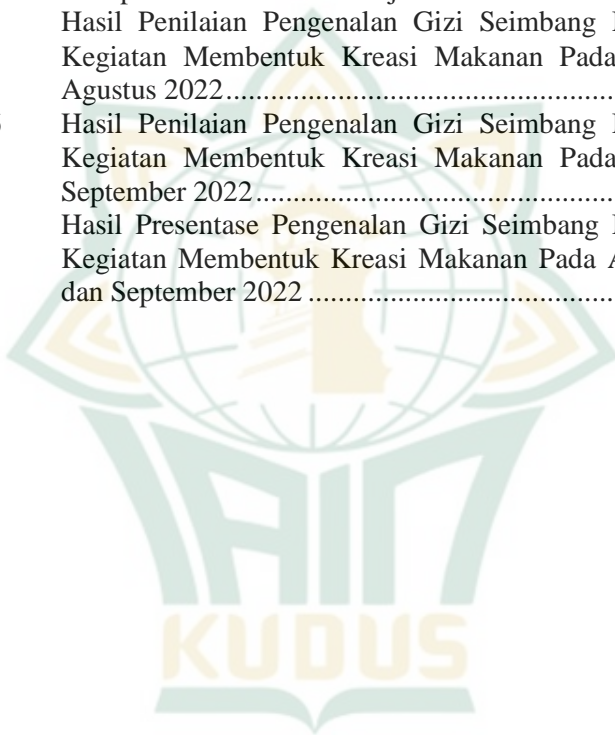 Hasil Penilaian Pengenalan Gizi Seimbang
Kegiatan Membentuk Kreasi Makanan Pada
Agustus 2022..........................................................
Hasil Penilaian Pengenalan Gizi Seimbang
Kegiatan Membentuk Kreasi Makanan Pada
September 2022......................................................
Hasil Presentase Pengenalan Gizi Seimbang
Kegiatan Membentuk Kreasi Makanan Pada
dan September 2022 ..............................................
IAIN
KUDUS